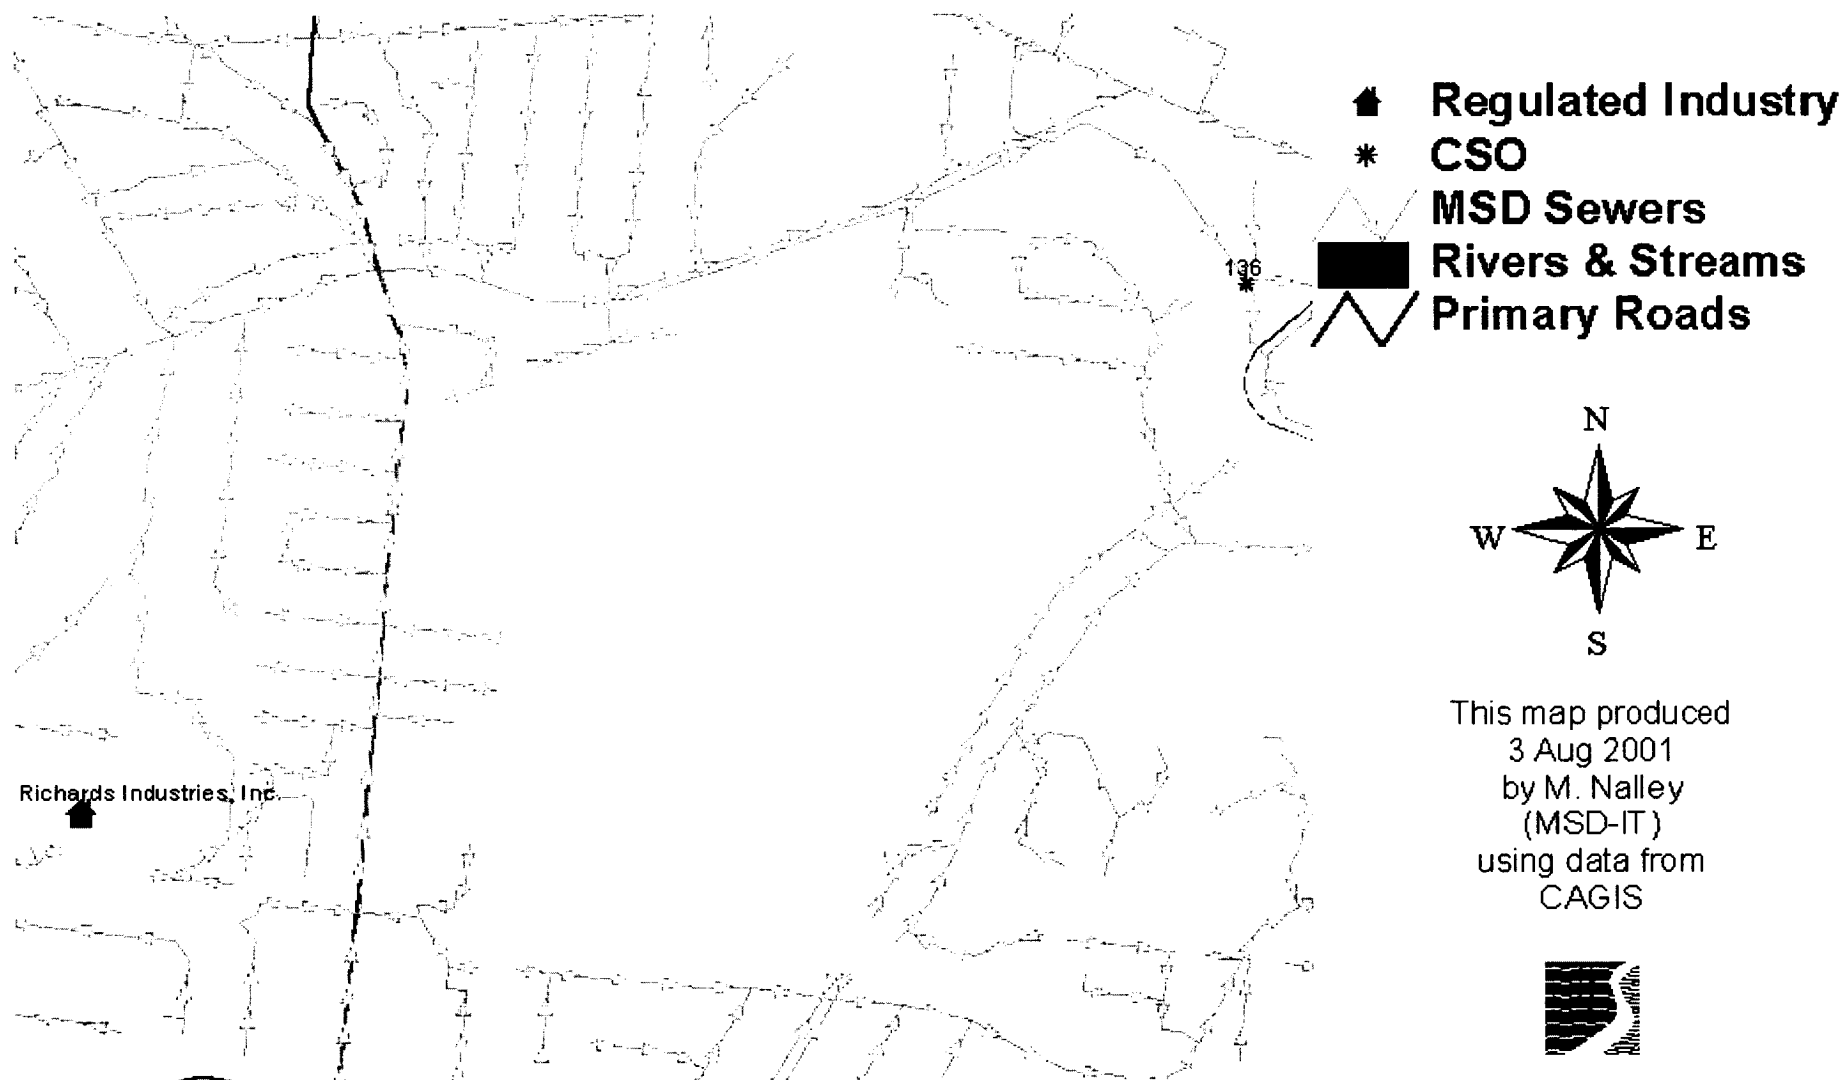 Regulated Industry
CSO
MSD Sewers
Rivers & Streams
Primary Roads
136
N
W E
S
Richards Industries, Inc.
This map produced
3 Aug 2001
by M. Nalley
(MSD-IT)
using data from
CAGIS